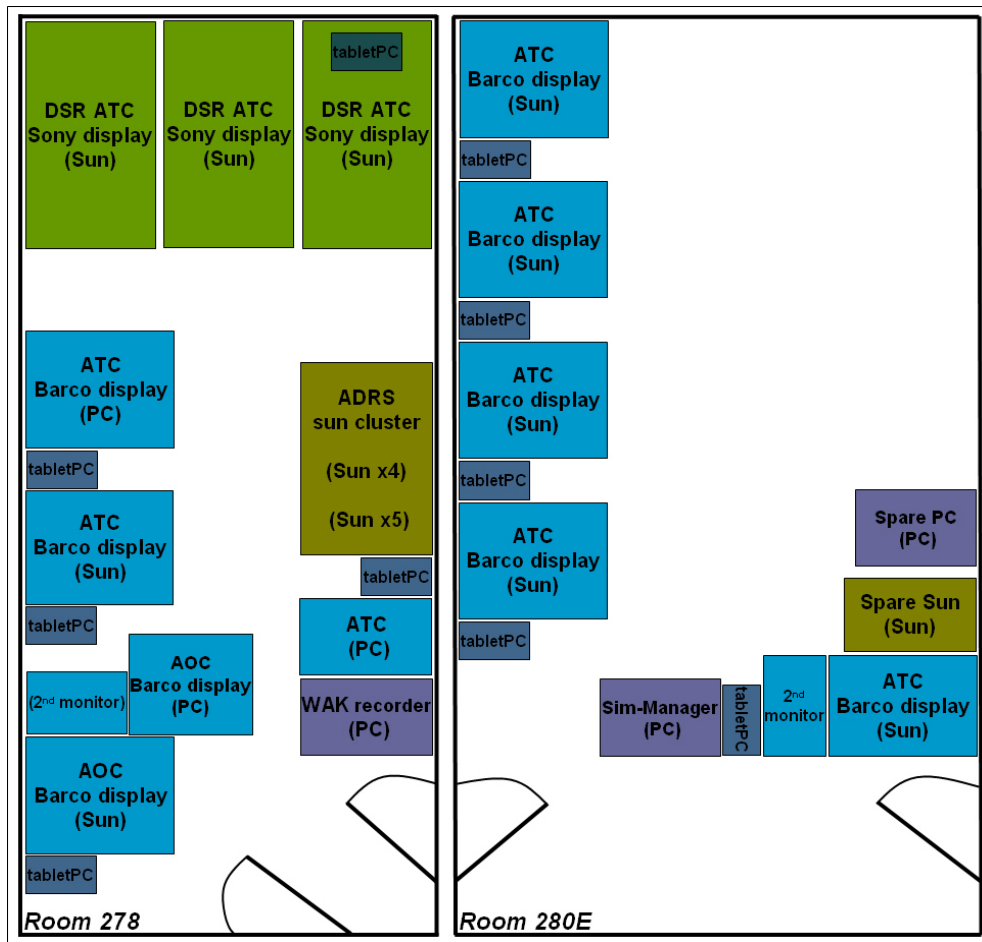 tabletPC
DSR ATC
Sony display
(Sun)
DSR ATC
Sony display
(Sun)
DSR ATC
Sony display
(Sun)
ATC
Barco display
(PC)
tabletPC
ATC
Barco display
(Sun)
tabletPC
ADRS
sun cluster
(Sun x4)
(Sun x5)
tabletPC
ATC
(PC)
WAK recorder
(PC)
AOC
Barco display
(PC)
(2nd monitor)
AOC
Barco display
(Sun)
tabletPC
Room 278
ATC
Barco display
(Sun)
tabletPC
ATC
Barco display
(Sun)
tabletPC
ATC
Barco display
(Sun)
tabletPC
ATC
Barco display
(Sun)
tabletPC
Spare PC
(PC)
Spare Sun
(Sun)
Sim-Manager
(PC)
tabletPC
2nd
monitor
ATC
Barco display
(Sun)
Room 280E